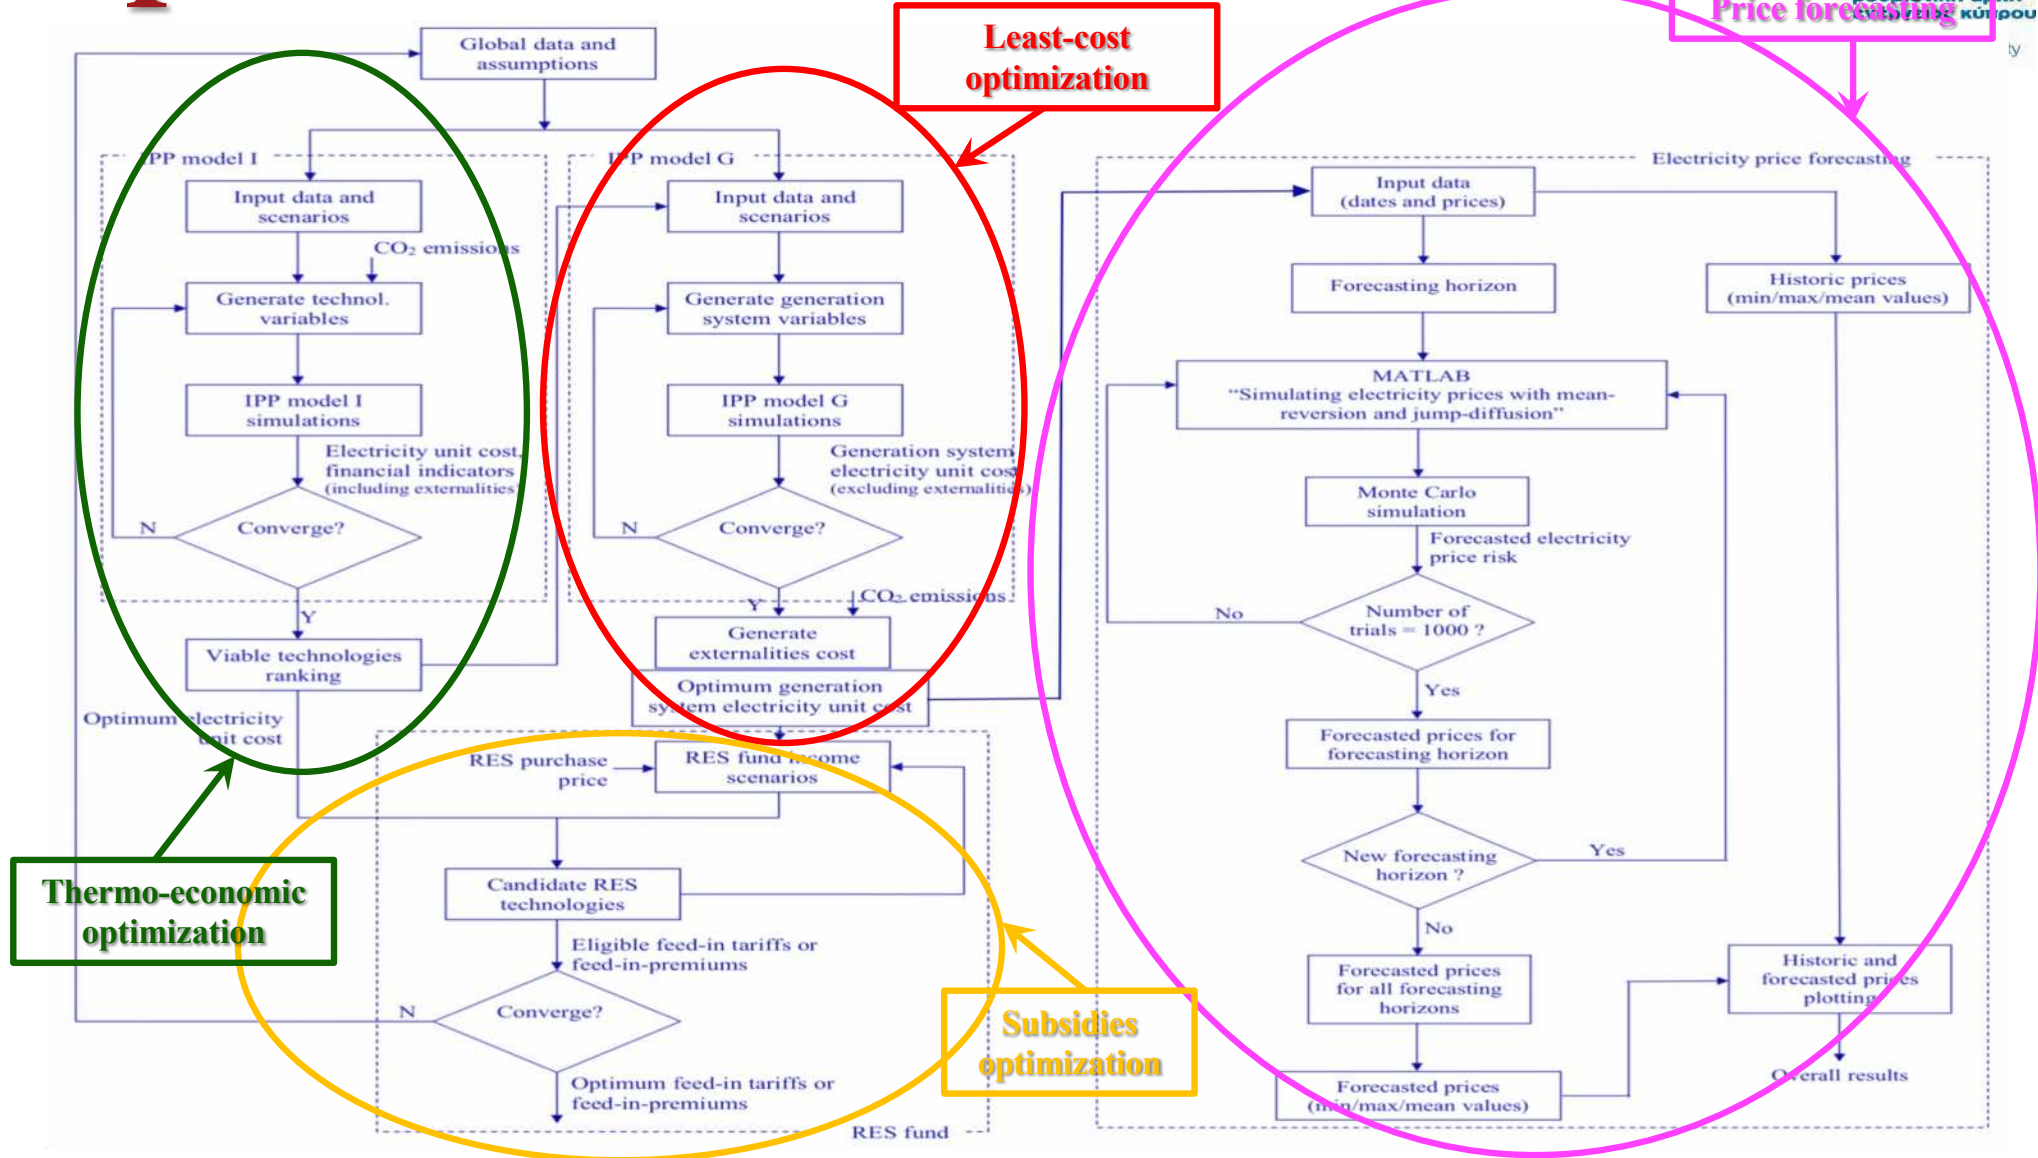 Global data and
assumptions
Least-cost
optimization
Price forecasting
κύπρου
ty
IPP model I
IPP model G
Electricity price forecasting
Input data and
scenarios
CO₂ emissions
Generate technol.
variables
IPP model I
simulations
Electricity unit cost,
financial indicators
(including externalities)
Converge?
N
Y
Viable technologies
ranking
Optimum electricity
unit cost
Input data and
scenarios
Generate generation
system variables
IPP model G
simulations
Generation system
electricity unit cost
(excluding externalities)
Converge?
N
Y
CO₂ emissions
Generate
externalities cost
Optimum generation
system electricity unit cost
RES purchase
price
RES fund income
scenarios
Candidate RES
technologies
Eligible feed-in tariffs or
feed-in-premiums
Converge?
N
Optimum feed-in tariffs or
feed-in-premiums
RES fund
Thermo-economic
optimization
Subsidies
optimization
Input data
(dates and prices)
Forecasting horizon
Historic prices
(min/max/mean values)
MATLAB
“Simulating electricity prices with mean-
reversion and jump-diffusion”
Monte Carlo
simulation
Forecasted electricity
price risk
Number of
trials = 1000 ?
No
Yes
Forecasted prices for
forecasting horizon
New forecasting
horizon ?
Yes
No
Forecasted prices
for all forecasting
horizons
Historic and
forecasted prices
plotting
Forecasted prices
(min/max/mean values)
Overall results